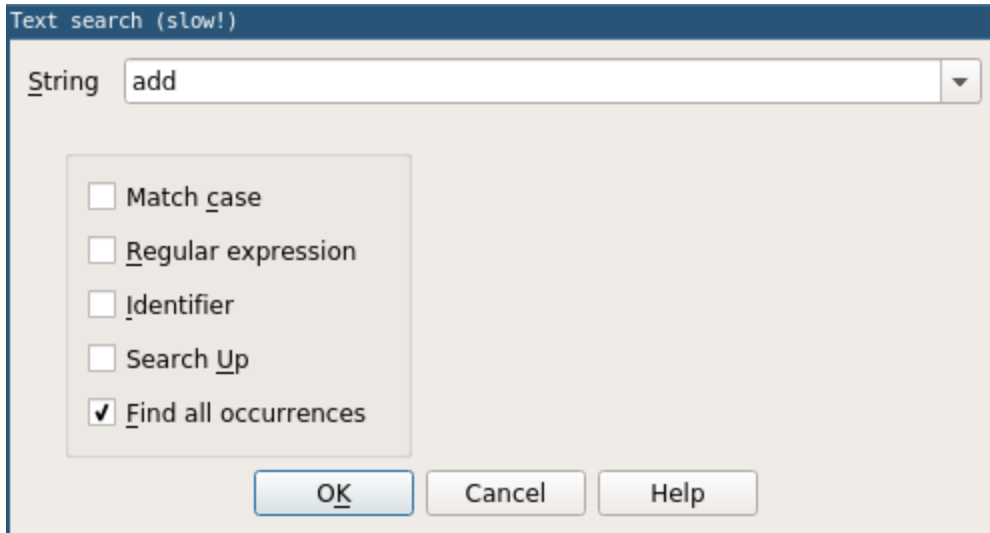 Text search (slow!)
String add
Match case
Regular expression
Identifier
Search Up
Find all occurrences
OK Cancel Help